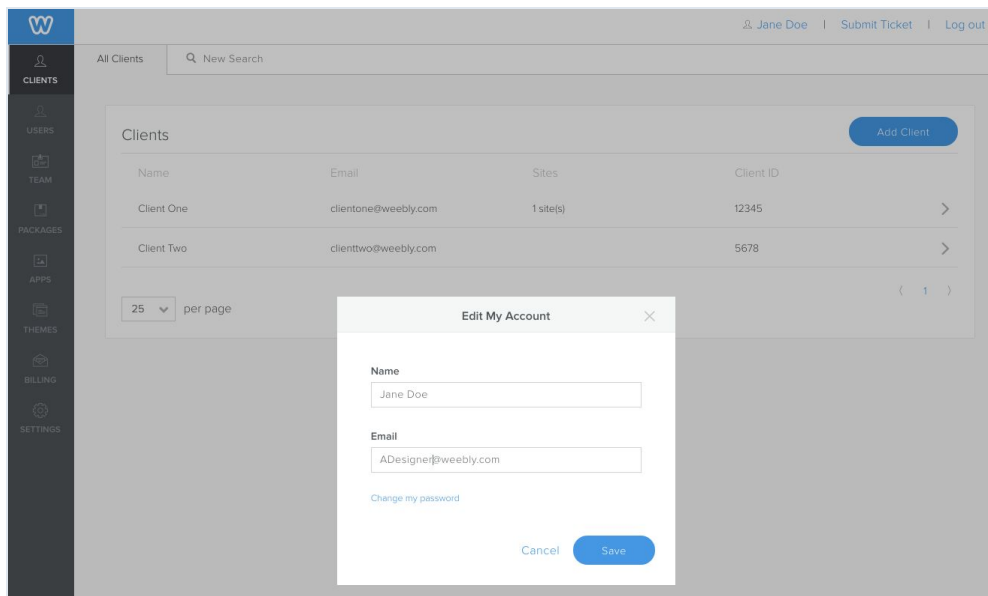 Jane Doe | Submit Ticket | Log out
All Clients New Search
CLIENTS
USERS
TEAM
PACKAGES
APPS
THEMES
BILLING
SETTINGS
Clients Add Client
Name Email Sites Client ID
Client One clientone@weebly.com 1 site(s) 12345
Client Two clienttwo@weebly.com 5678
1
25 per page
Edit My Account
Name
Jane Doe
Email
ADesigner@weebly.com
Change my password
Cancel Save